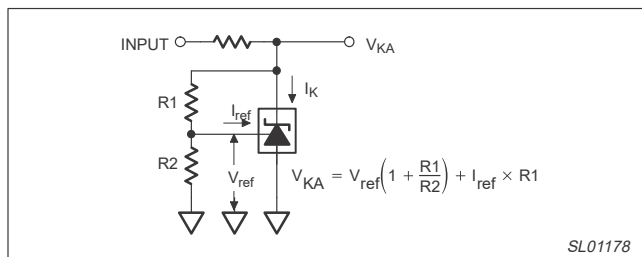 INPUT
V_KA
I_K
R1
I_ref
R2
V_ref
V_KA = V_ref(1 + R1/R2) + I_ref × R1
SL01178